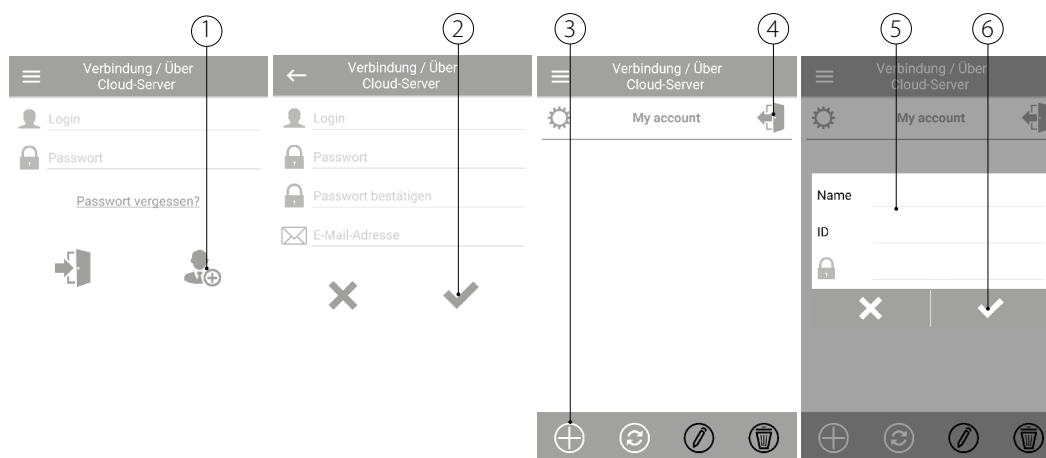 1
2
3
4
5
6
Verbindung / Über
Cloud-Server
Login
Passwort
Passwort vergessen?
Verbindung / Über
Cloud-Server
Login
Passwort
Passwort bestätigen
E-Mail-Adresse
Verbindung / Über
Cloud-Server
My account
Verbindung / Über
Cloud-Server
My account
Name
ID